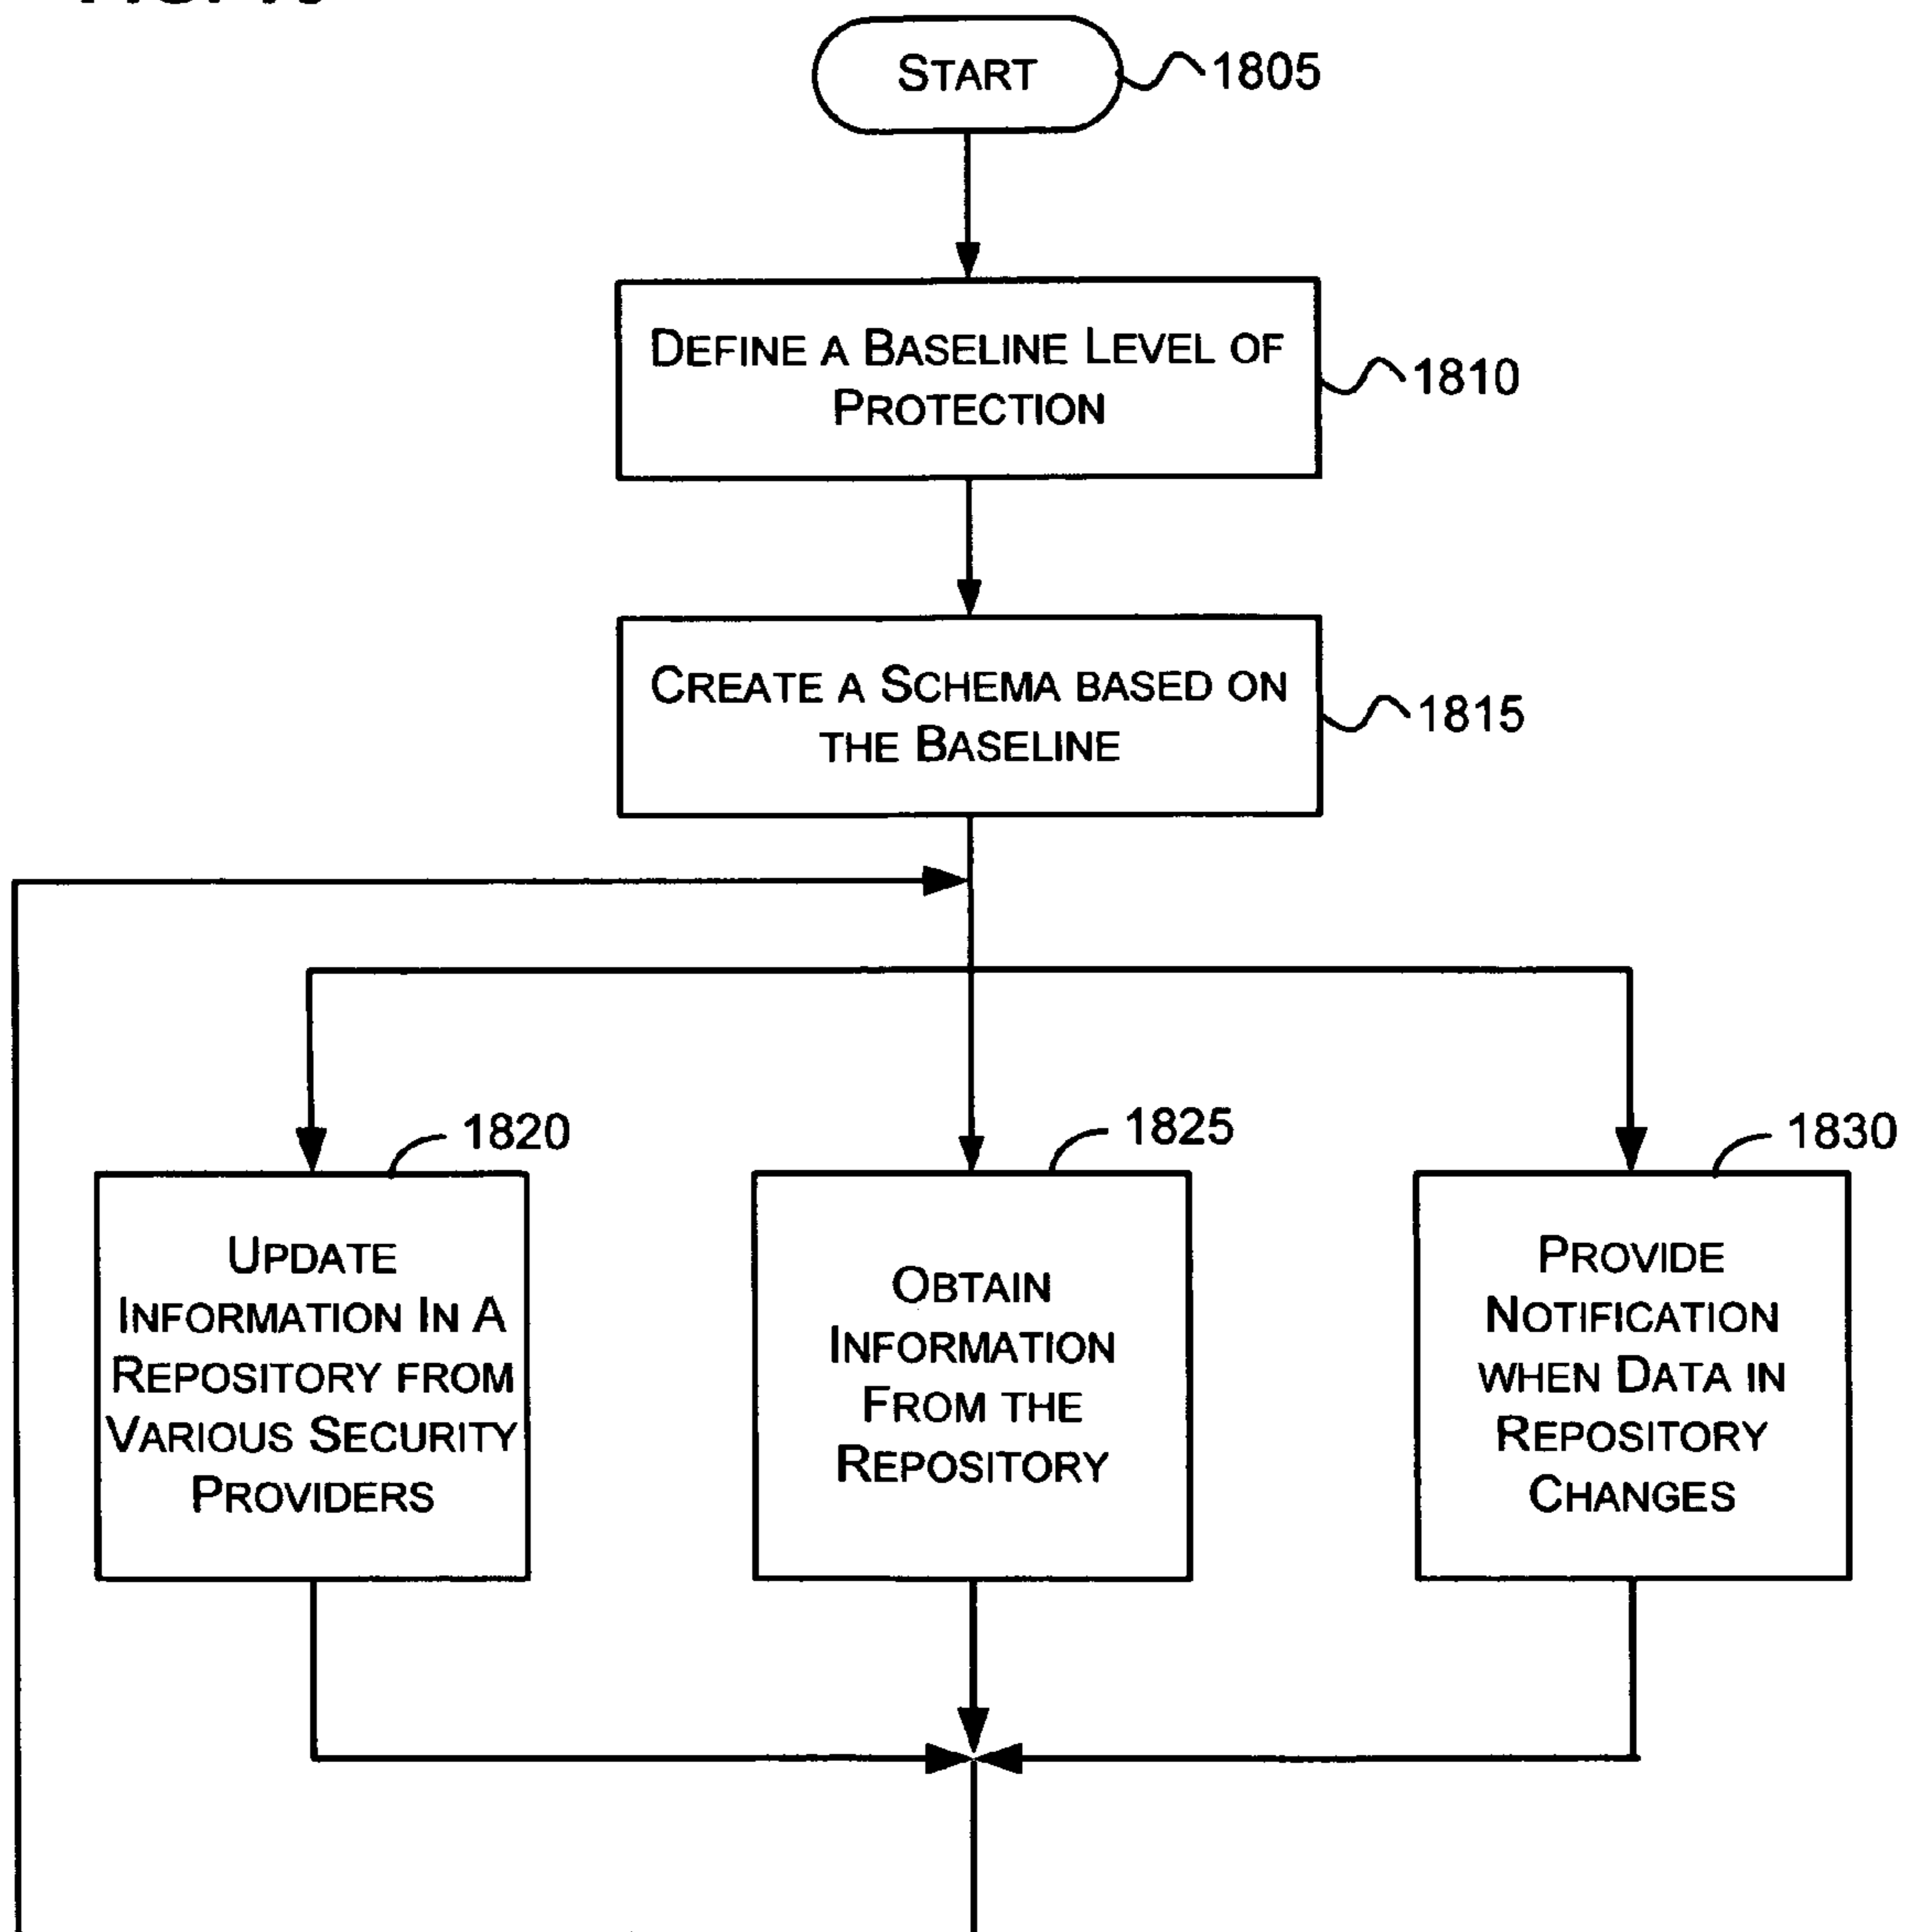 START
1805
DEFINE A BASELINE LEVEL OF
PROTECTION
1810
CREATE A SCHEMA BASED ON
THE BASELINE
1815
1820
UPDATE
INFORMATION IN A
REPOSITORY FROM
VARIOUS SECURITY
PROVIDERS
1825
OBTAIN
INFORMATION
FROM THE
REPOSITORY
1830
PROVIDE
NOTIFICATION
WHEN DATA IN
REPOSITORY
CHANGES